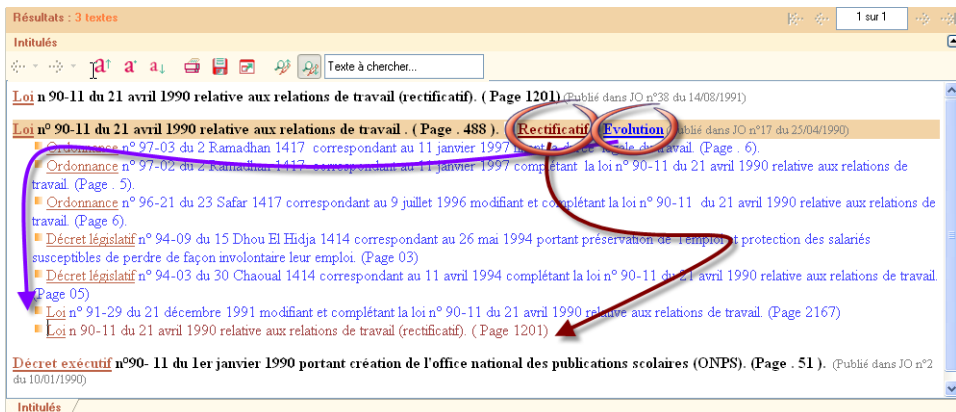 Résultats : 3 textes
1 sur 1
Intitulés
a a a Texte à chercher...
Loi n 90-11 du 21 avril 1990 relative aux relations de travail (rectificatif). ( Page 1201) (Publié dans JO n°38 du 14/08/1991)
Loi n° 90-11 du 21 avril 1990 relative aux relations de travail . ( Page . 488 ). (Rectificatif) (Evolution) (Publié dans JO n°17 du 25/04/1990)
Ordonnance n° 97-03 du 2 Ramadhan 1417 correspondant au 11 janvier 1997 durée légale du travail. (Page . 6).
Ordonnance n° 97-02 du 2 Ramadhan 1417 correspondant au 11 janvier 1997 complétant la loi n° 90-11 du 21 avril 1990 relative aux relations de
travail. (Page . 5).
Ordonnance n° 96-21 du 23 Safar 1417 correspondant au 9 juillet 1996 modifiant et complétant la loi n° 90-11 du 21 avril 1990 relative aux relations de
travail. (Page 6).
Décret législatif n° 94-09 du 15 Dhou El Hidja 1414 correspondant au 26 mai 1994 portant préservation de l'emploi et protection des salariés
susceptibles de perdre de façon involontaire leur emploi. (Page 03)
Décret législatif n° 94-03 du 30 Chaoual 1414 correspondant au 11 avril 1994 complétant la loi n° 90-11 du 21 avril 1990 relative aux relations de travail.
(Page 05)
Loi n° 91-29 du 21 décembre 1991 modifiant et complétant la loi n° 90-11 du 21 avril 1990 relative aux relations de travail. (Page 2167)
Loi n 90-11 du 21 avril 1990 relative aux relations de travail (rectificatif). ( Page 1201)
Décret exécutif n°90- 11 du 1er janvier 1990 portant création de l'office national des publications scolaires (ONPS). (Page . 51 ). (Publié dans JO n°2
du 10/01/1990)
Intitulés